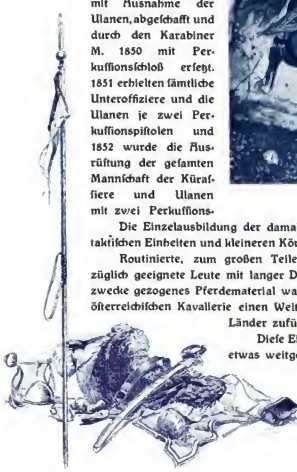 mit Ausnahme der
Ulanen, abgeschafft und
durch den Karabiner
M. 1850 mit Per-
kussionsschloß ersetzt.
1851 erhielten sämtliche
Unteroffiziere und die
Ulanen je zwei Per-
kussionspistolen und
1852 wurde die Aus-
rüstung der gesamten
Mannschaft der Küras-
siere und Ulanen
mit zwei Perkussions-
Die Einzelausbildung der dama
taktischen Einheiten und kleineren Kör
Routinierte, zum großen Teile
züglich geeignete Leute mit langer D
zwecke gezogenes Pferdematerial wa
österreichischen Kavallerie einen Welt
Länder zufü
Diese Ei
etwas weitge